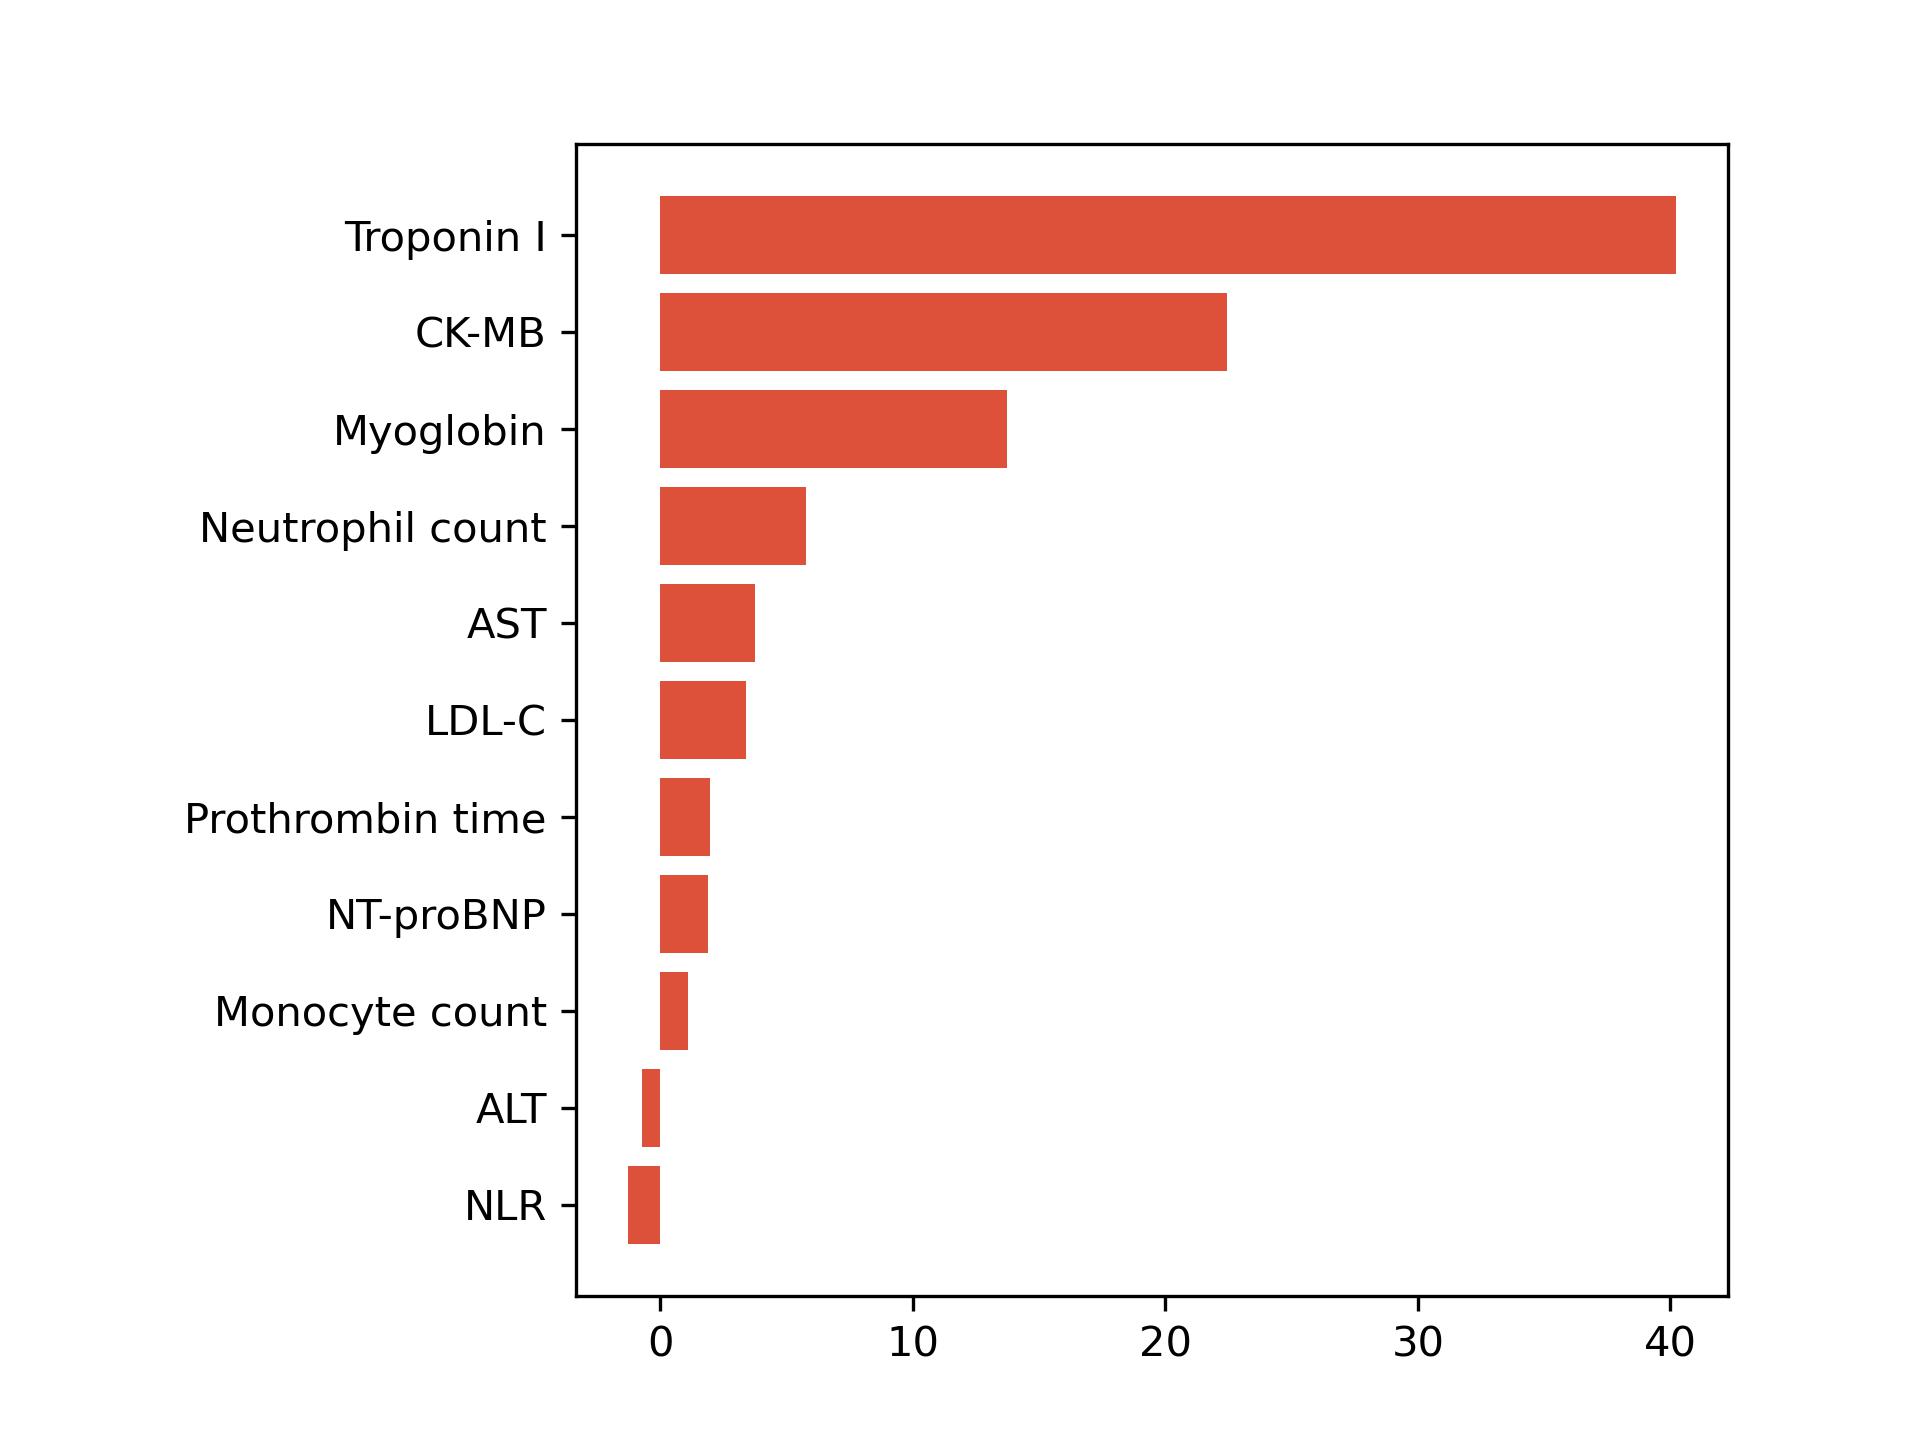 Troponin I
CK-MB
Myoglobin
Neutrophil count
AST
LDL-C
Prothrombin time
NT-proBNP
Monocyte count
ALT
NLR
0 10 20 30 40